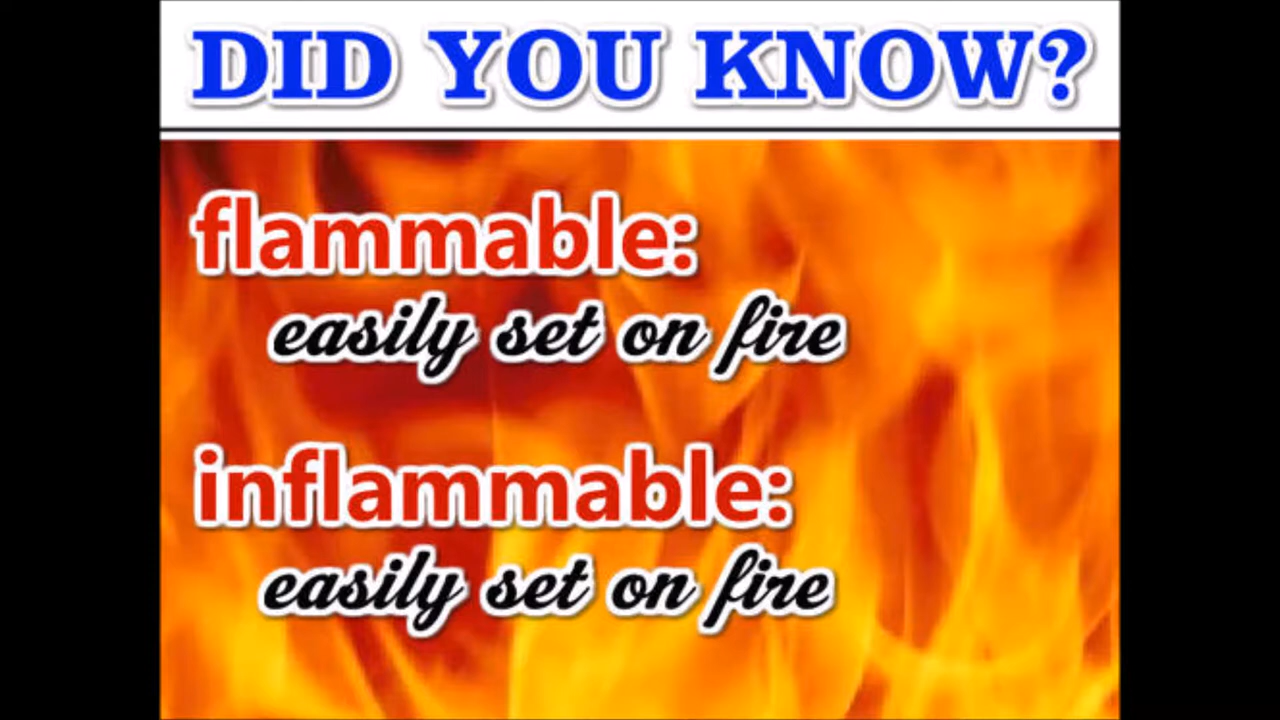 DID YOU KNOW?
flammable:
easily set on fire
inflammable:
easily set on fire